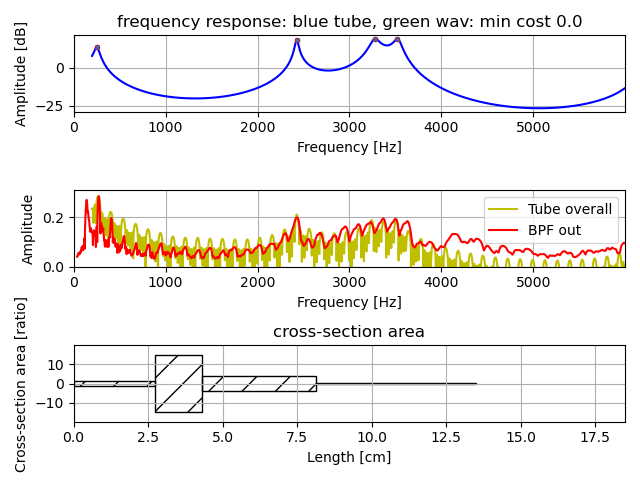 frequency response: blue tube, green wav: min cost 0.0
Amplitude [dB]
0
−25
0 1000 2000 3000 4000 5000
Frequency [Hz]
Amplitude
0.2
0.0
Tube overall
BPF out
0 1000 2000 3000 4000 5000
Frequency [Hz]
cross-section area
Cross-section area [ratio]
10
0
−10
0.0 2.5 5.0 7.5 10.0 12.5 15.0 17.5
Length [cm]